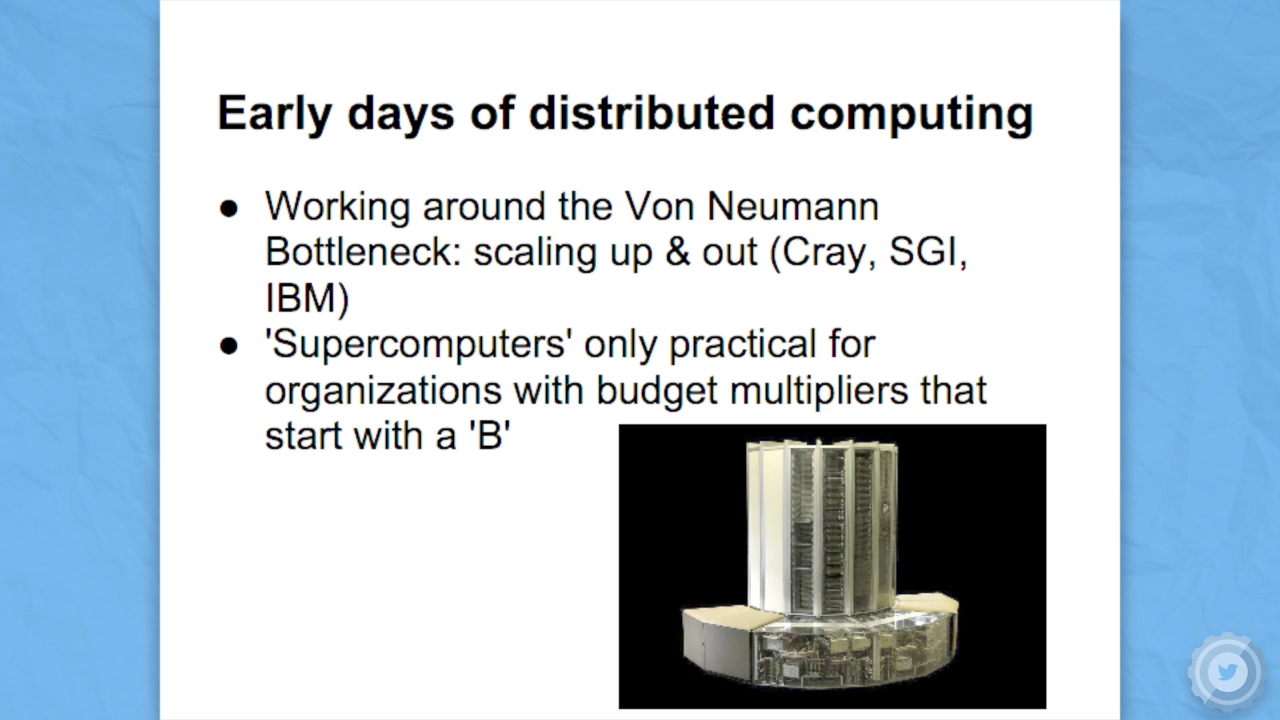 Early days of distributed computing
● Working around the Von Neumann
Bottleneck: scaling up & out (Cray, SGI,
IBM)
● 'Supercomputers' only practical for
organizations with budget multipliers that
start with a 'B'